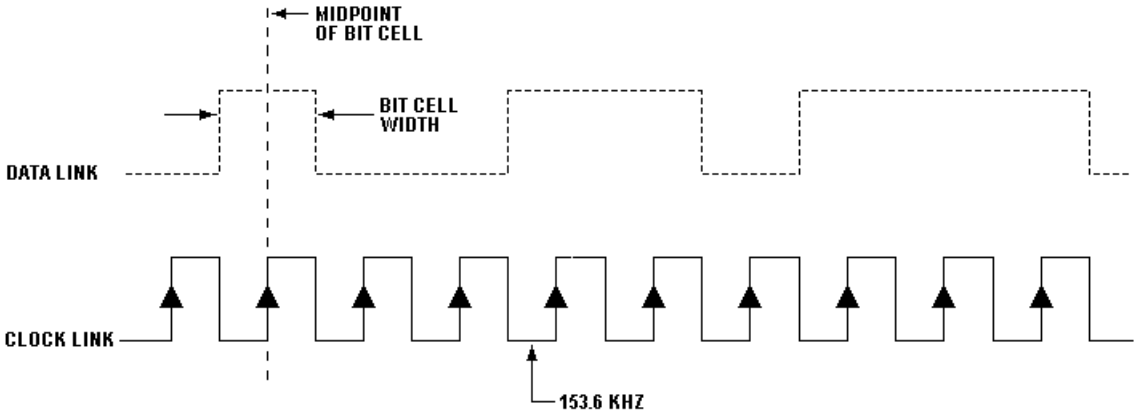 MIDPOINT
OF BIT CELL
BIT CELL
WIDTH
DATA LINK
CLOCK LINK
153.6 KHZ